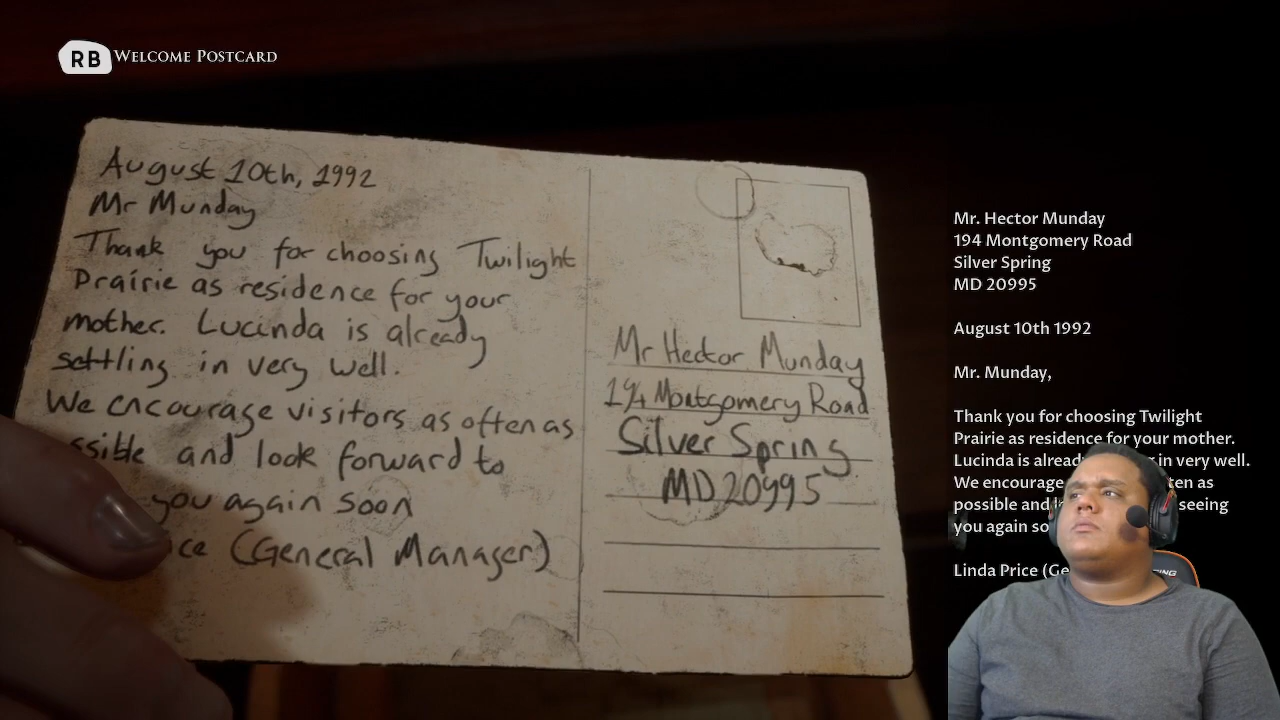 RB WELCOME POSTCARD
August 10th, 1992
Mr Munday
Thank you for choosing Twilight
Prairie as residence for your
mother. Lucinda is already
settling in very well.
We encourage visitors as often as
ssible and look forward to
you again soon
ice (General Manager)
Mr Hector Munday
194 Montgomery Road
Silver Spring
MD 20995
Mr. Hector Munday
194 Montgomery Road
Silver Spring
MD 20995
August 10th 1992
Mr. Munday,
Thank you for choosing Twilight
Prairie as residence for your mother.
Lucinda is already in very well.
We encourage ten as
possible and seeing
you again so
Linda Price (Ge